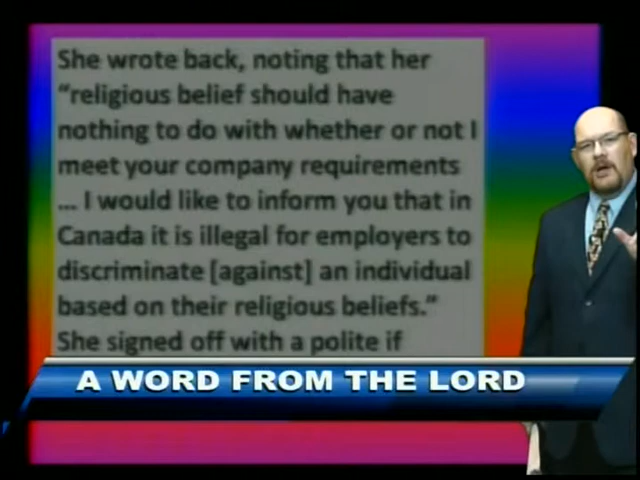 She wrote back, noting that her
“religious belief should have
nothing to do with whether or not I
meet your company requirements
... I would like to inform you that in
Canada it is illegal for employers to
discriminate [against] an individual
based on their religious beliefs.”
She signed off with a polite if
A WORD FROM THE LORD